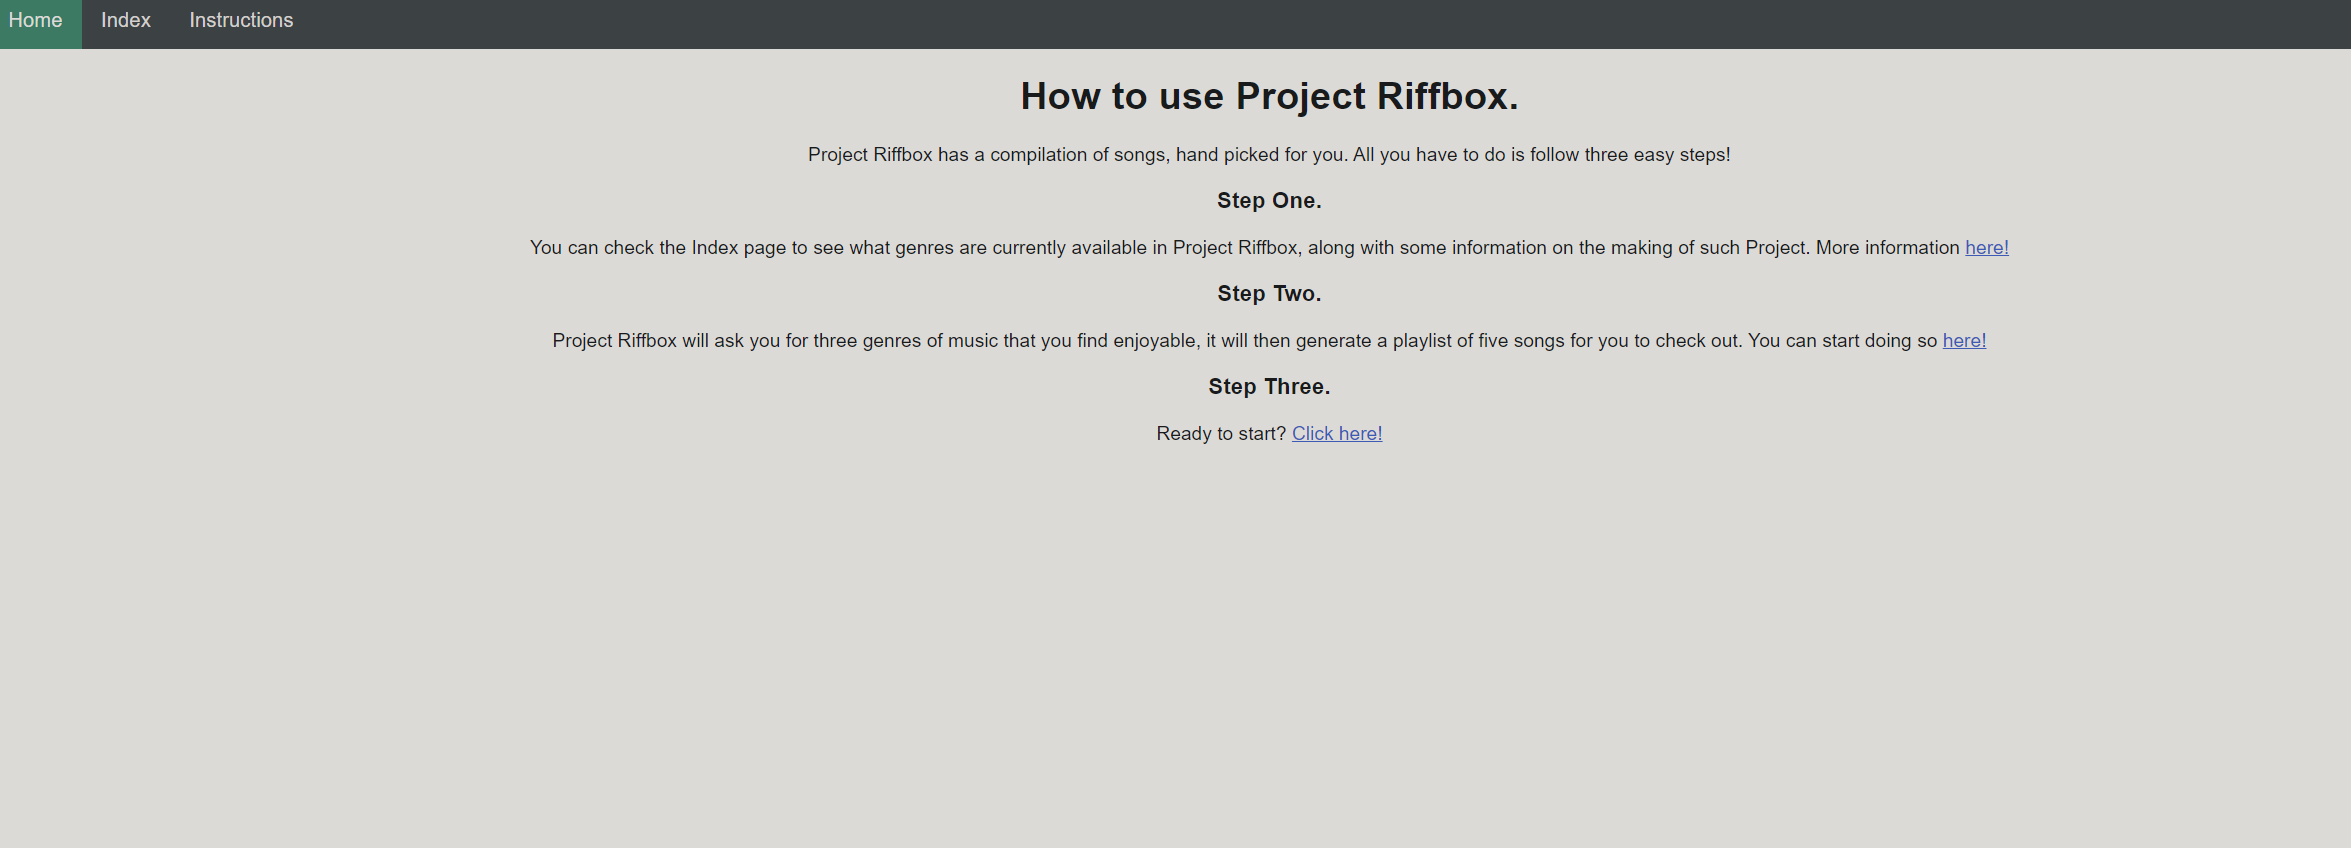 Home Index Instructions
How to use Project Riffbox.
Project Riffbox has a compilation of songs, hand picked for you. All you have to do is follow three easy steps!
Step One.
You can check the Index page to see what genres are currently available in Project Riffbox, along with some information on the making of such Project. More information here!
Step Two.
Project Riffbox will ask you for three genres of music that you find enjoyable, it will then generate a playlist of five songs for you to check out. You can start doing so here!
Step Three.
Ready to start? Click here!